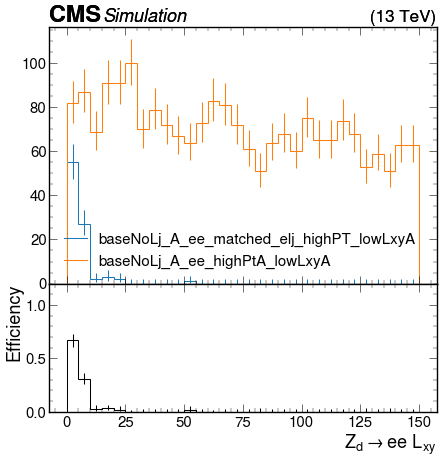 CMS Simulation (13 TeV)
100
80
60
40
20
0
baseNoLj_A_ee_matched_elj_highPT_lowLxyA
baseNoLj_A_ee_highPtA_lowLxyA
Efficiency
1.0
0.5
0.0
0 25 50 75 100 125 150
Z_d → ee L_xy